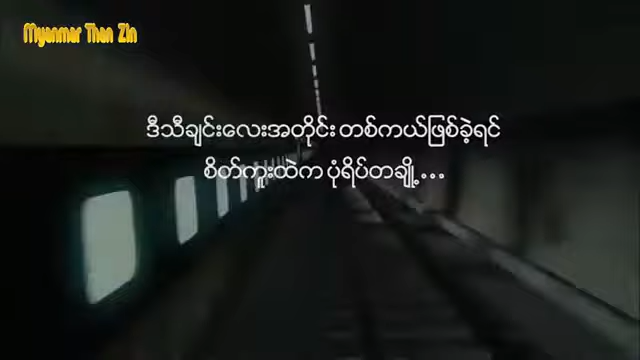 Myanmar Than Zin
ဒီသီချင်းလေးအတိုင်း တစ်ကယ်ဖြစ်ခဲ့ရင်
စိတ်ကူးထဲက ပုံရိပ်တချို့...